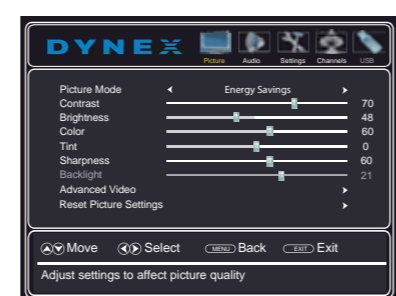 DYNEX
Picture Audio Settings Channels USB
Picture Mode Energy Savings
Contrast 70
Brightness 48
Color 60
Tint 0
Sharpness 60
Backlight 21
Advanced Video
Reset Picture Settings
Move Select MENU Back EXIT Exit
Adjust settings to affect picture quality